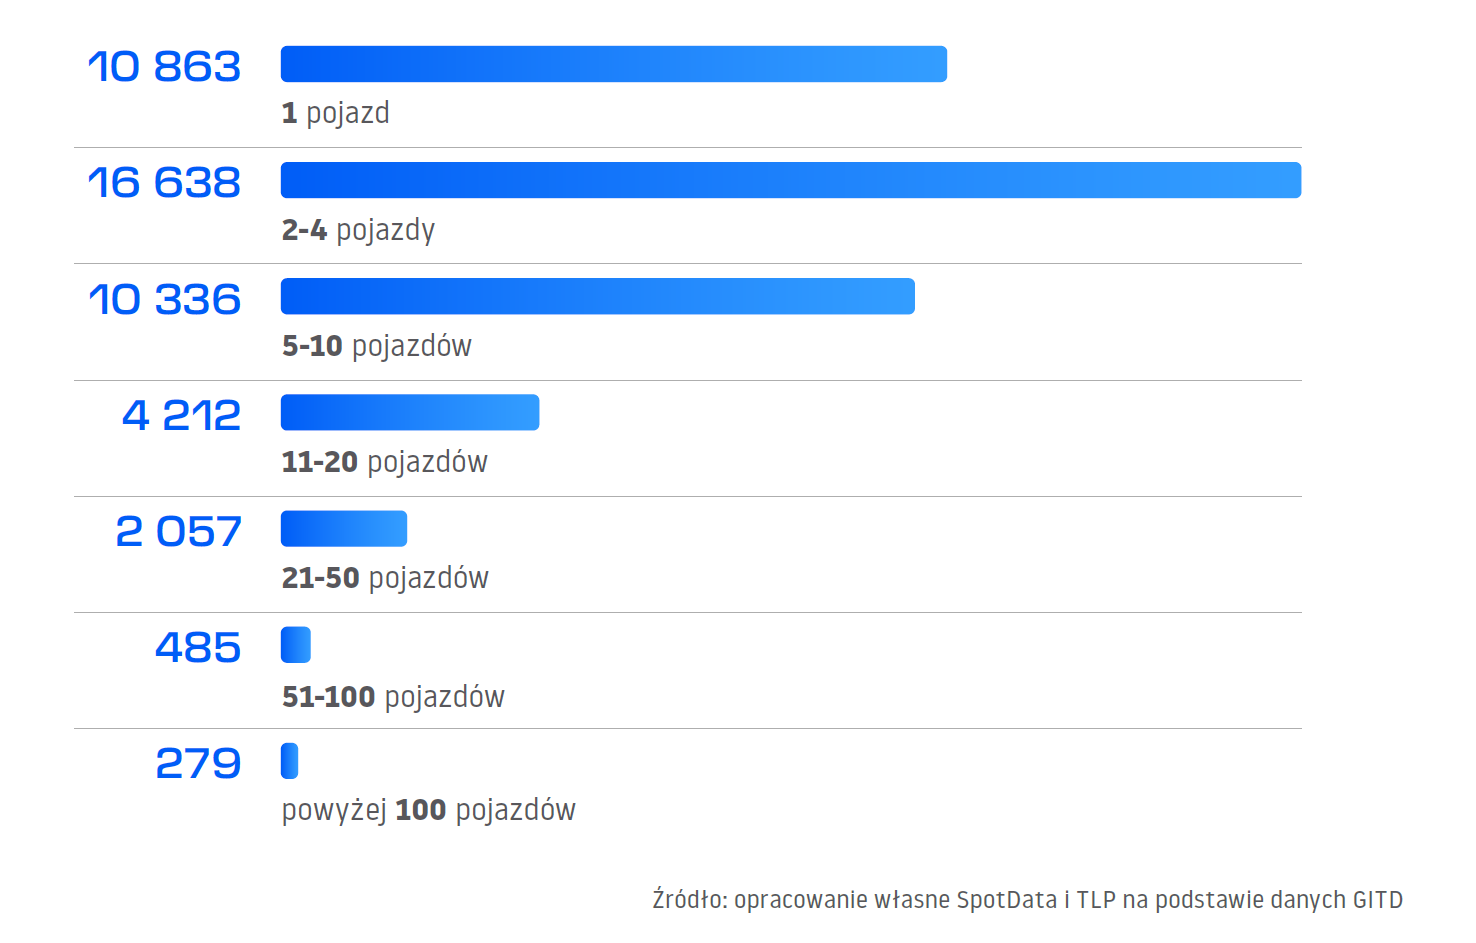 10 863
1 pojazd
16 638
2-4 pojazdy
10 336
5-10 pojazdów
4 212
11-20 pojazdów
2 057
21-50 pojazdów
485
51-100 pojazdów
279
powyżej 100 pojazdów
Źródło: opracowanie własne SpotData i TLP na podstawie danych GITD